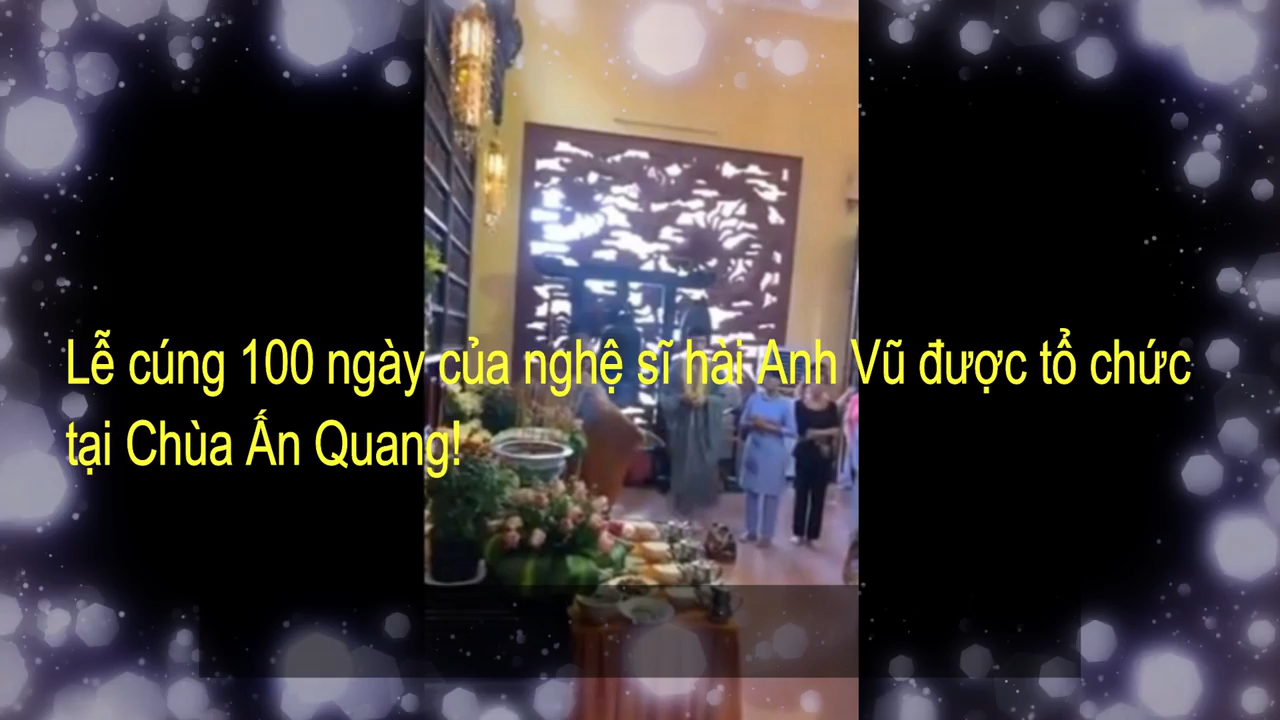 Lễ cúng 100 ngày của nghệ sĩ hài Anh Vũ được tổ chức
tại Chùa Ấn Quang!